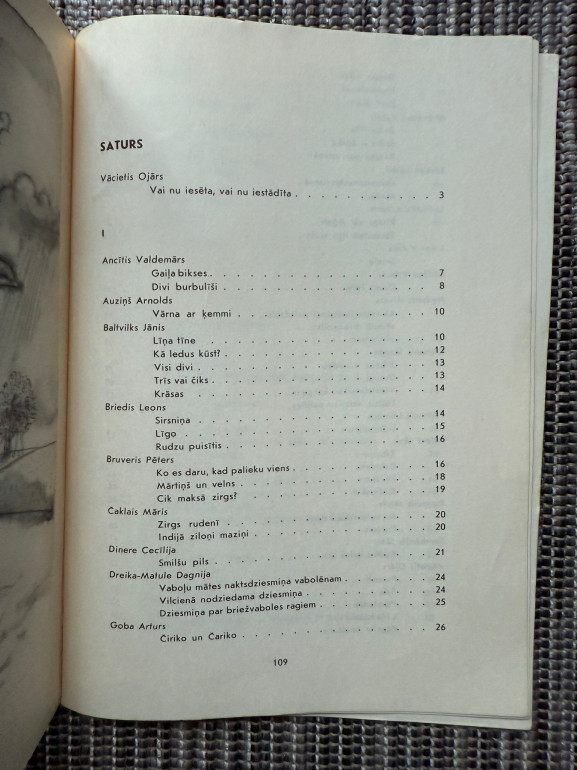 SATURS
Vācietis Ojārs
Vai nu iesēta, vai nu iestādīta . . . . . . . . . . . 3
I
Ancītis Valdemārs
Gaiļa bikses . . . . . . . . . . . . . . 7
Divi burbulīši . . . . . . . . . . . . . 8
Auziņš Arnolds
Vārna ar ķemmi . . . . . . . . . . . . 10
Baltvilks Jānis
Līņa tīne . . . . . . . . . . . . . . 10
Kā ledus kūst? . . . . . . . . . . . . . 12
Visi divi . . . . . . . . . . . . . . 13
Trīs vai čiks . . . . . . . . . . . . . 13
Krāsas . . . . . . . . . . . . . . 14
Briedis Leons
Sirsniņa . . . . . . . . . . . . . . 14
Līgo . . . . . . . . . . . . . . . 15
Rudzu puisītis . . . . . . . . . . . . . 16
Bruveris Pēters
Ko es daru, kad palieku viens . . . . . . . . . 16
Mārtiņš un velns . . . . . . . . . . . . 18
Cik maksā zirgs? . . . . . . . . . . . . 19
Čaklais Māris
Zirgs rudenī . . . . . . . . . . . . . 20
Indijā ziloņi maziņi . . . . . . . . . . . . 20
Dinere Cecīlija
Smilšu pils . . . . . . . . . . . . . 21
Dreika-Matule Dagnija
Vaboļu mātes naktsdziesmiņa vabolēnam . . . . . . 24
Vilcienā nodziedama dziesmiņa . . . . . . . . 24
Dziesmiņa par briežvaboles ragiem . . . . . . . 25
Goba Arturs
Čiriko un Čariko . . . . . . . . . . . . 26
109